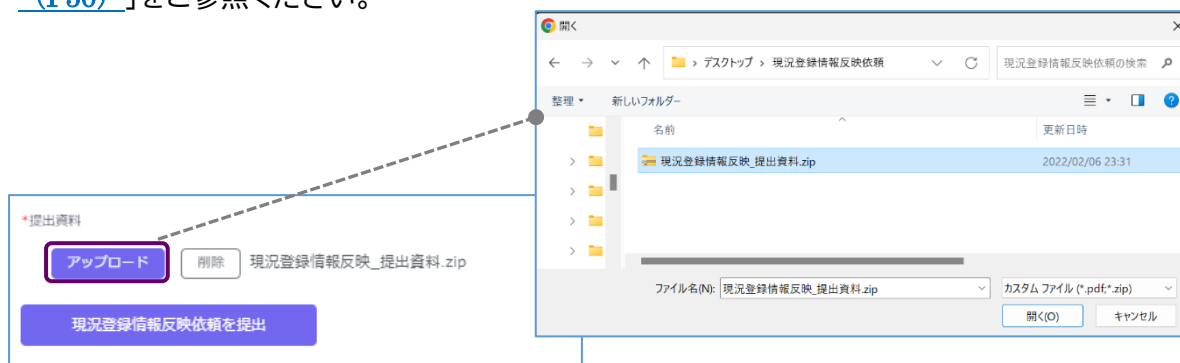 （P36）」をご参照ください。
開く
デスクトップ › 現況登録情報反映依頼
現況登録情報反映依頼の検索
整理
新しいフォルダー
名前
更新日時
現況登録情報反映_提出資料.zip
2022/02/06 23:31
ファイル名(N):
現況登録情報反映_提出資料.zip
カスタム ファイル (*.pdf;*.zip)
開く(O)
キャンセル
*提出資料
アップロード
削除
現況登録情報反映_提出資料.zip
現況登録情報反映依頼を提出